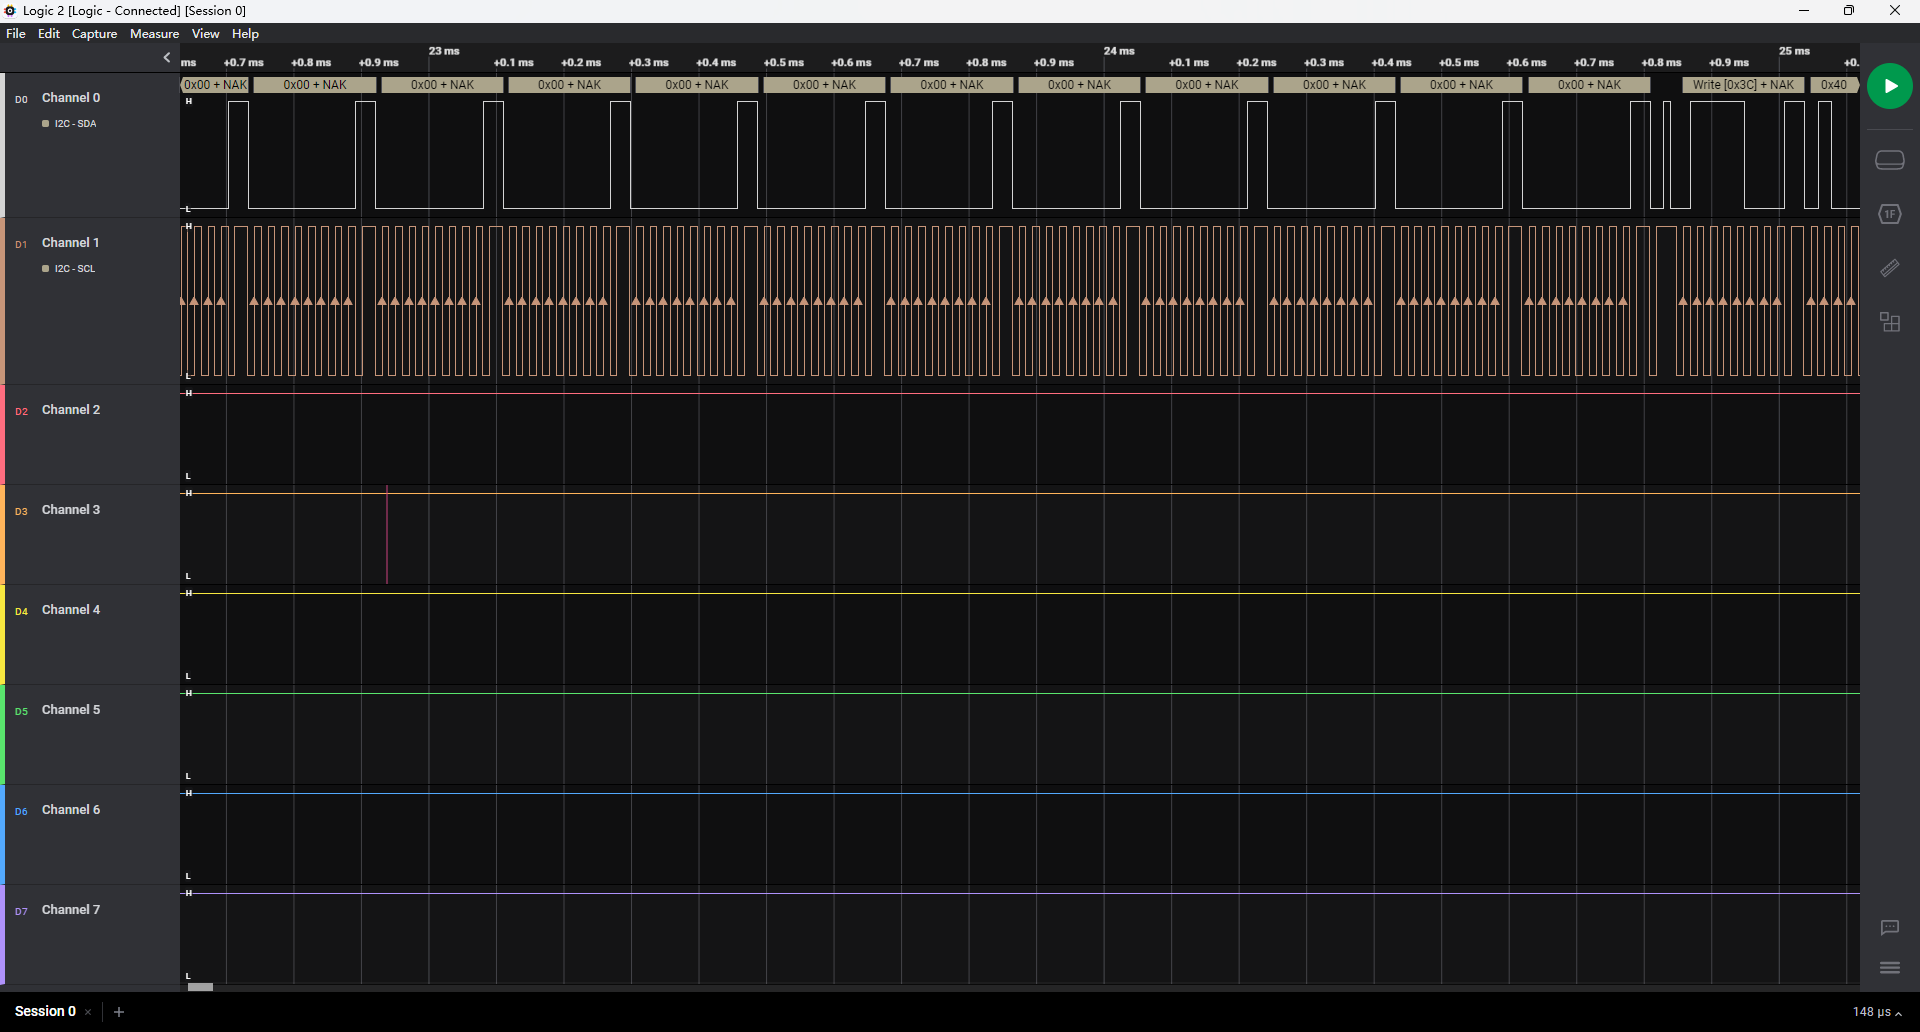 Logic 2 [Logic - Connected] [Session 0]
File Edit Capture Measure View Help
23 ms 24 ms 25 ms
ms +0.7 ms +0.8 ms +0.9 ms +0.1 ms +0.2 ms +0.3 ms +0.4 ms +0.5 ms +0.6 ms +0.7 ms +0.8 ms +0.9 ms +0.1 ms +0.2 ms +0.3 ms +0.4 ms +0.5 ms +0.6 ms +0.7 ms +0.8 ms +0.9 ms +0.
0x00 + NAK 0x00 + NAK 0x00 + NAK 0x00 + NAK 0x00 + NAK 0x00 + NAK 0x00 + NAK 0x00 + NAK 0x00 + NAK 0x00 + NAK 0x00 + NAK 0x00 + NAK Write [0x3C] + NAK 0x40
D0 Channel 0
H
I2C - SDA
L
H
D1 Channel 1
I2C - SCL
L
H
D2 Channel 2
L
H
D3 Channel 3
L
H
D4 Channel 4
L
H
D5 Channel 5
L
H
D6 Channel 6
L
H
D7 Channel 7
L
1F
Session 0
148 µs